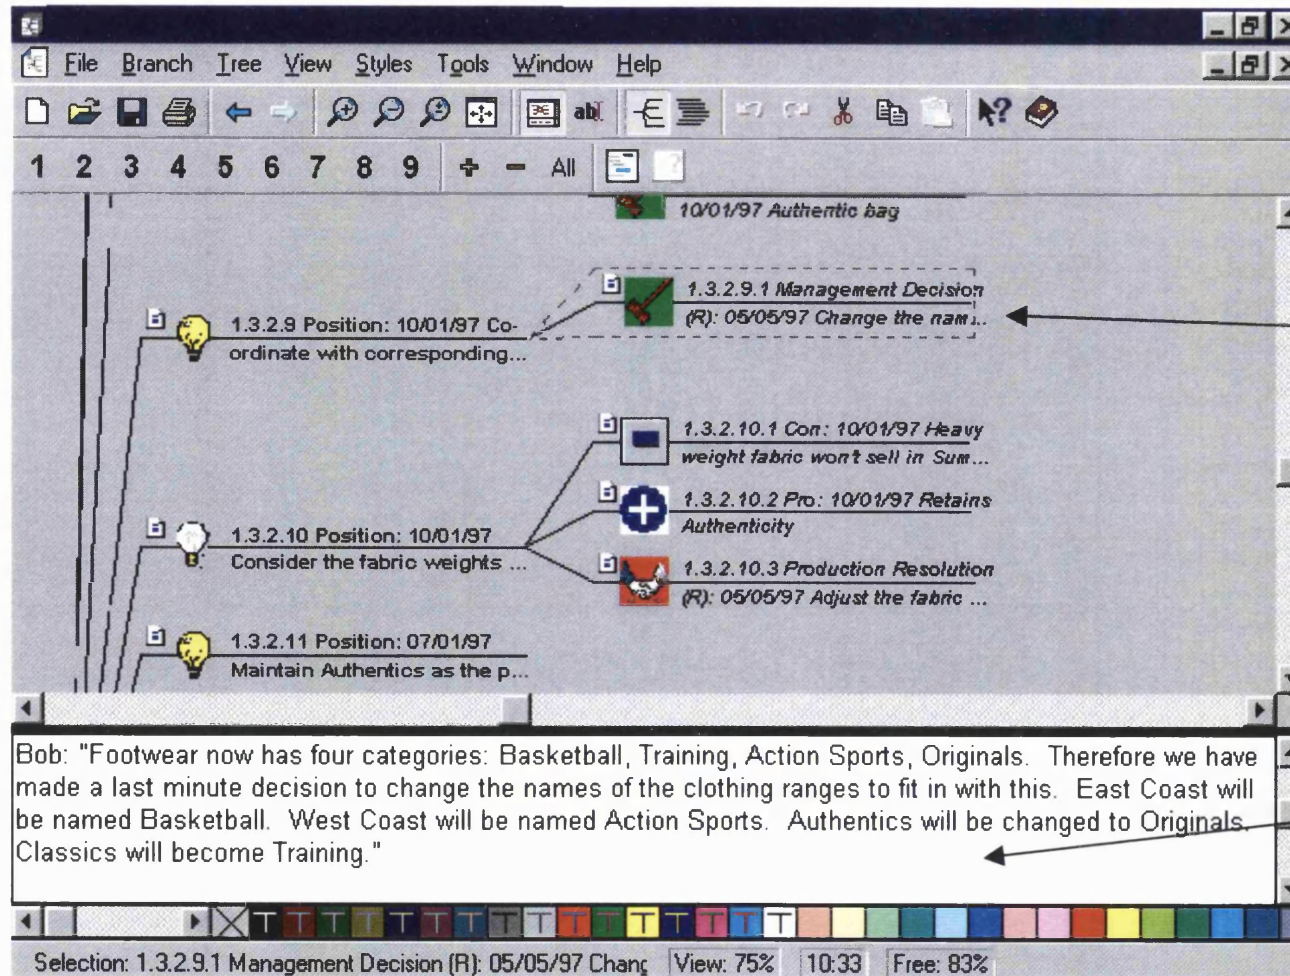 File Branch Tree View Styles Tools Window Help
abI
1 2 3 4 5 6 7 8 9 + - All
10/01/97 Authentic bag
1.3.2.9.1 Management Decision
(R): 05/05/97 Change the nam...
1.3.2.9 Position: 10/01/97 Co-
ordinate with corresponding...
1.3.2.10.1 Con: 10/01/97 Heavy
weight fabric won't sell in Sum...
1.3.2.10.2 Pro: 10/01/97 Retains
Authenticity
1.3.2.10 Position: 10/01/97
Consider the fabric weights ...
1.3.2.10.3 Production Resolution
(R): 05/05/97 Adjust the fabric ...
1.3.2.11 Position: 07/01/97
Maintain Authentics as the p...
Bob: "Footwear now has four categories: Basketball, Training, Action Sports, Originals. Therefore we have
made a last minute decision to change the names of the clothing ranges to fit in with this. East Coast will
be named Basketball. West Coast will be named Action Sports. Authentics will be changed to Originals.
Classics will become Training."
T T T T T T T T T T T T T T T T T
Selection: 1.3.2.9.1 Management Decision (R): 05/05/97 Chang View: 75% 10:33 Free: 83%